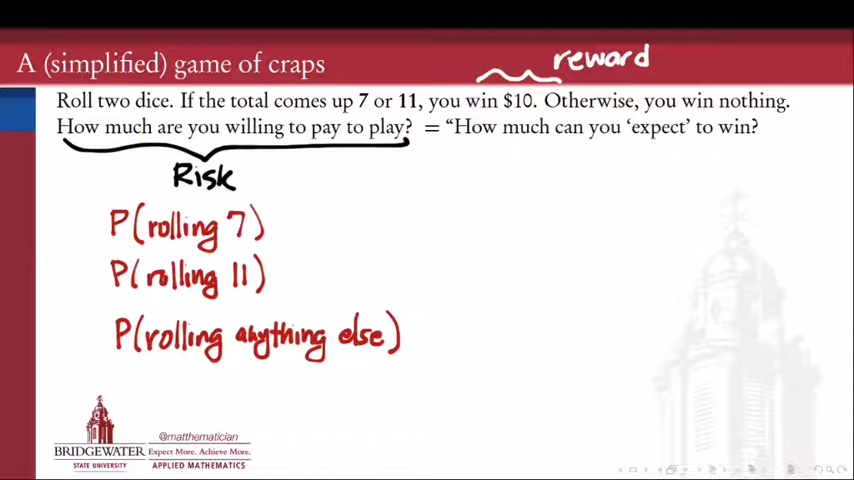 reward
A (simplified) game of craps
Roll two dice. If the total comes up 7 or 11, you win $10. Otherwise, you win nothing.
How much are you willing to pay to play? = "How much can you 'expect' to win?
Risk
P(rolling 7)
P(rolling 11)
P(rolling anything else)
@matthematician
BRIDGEWATER Expect More. Achieve More.
STATE UNIVERSITY APPLIED MATHEMATICS